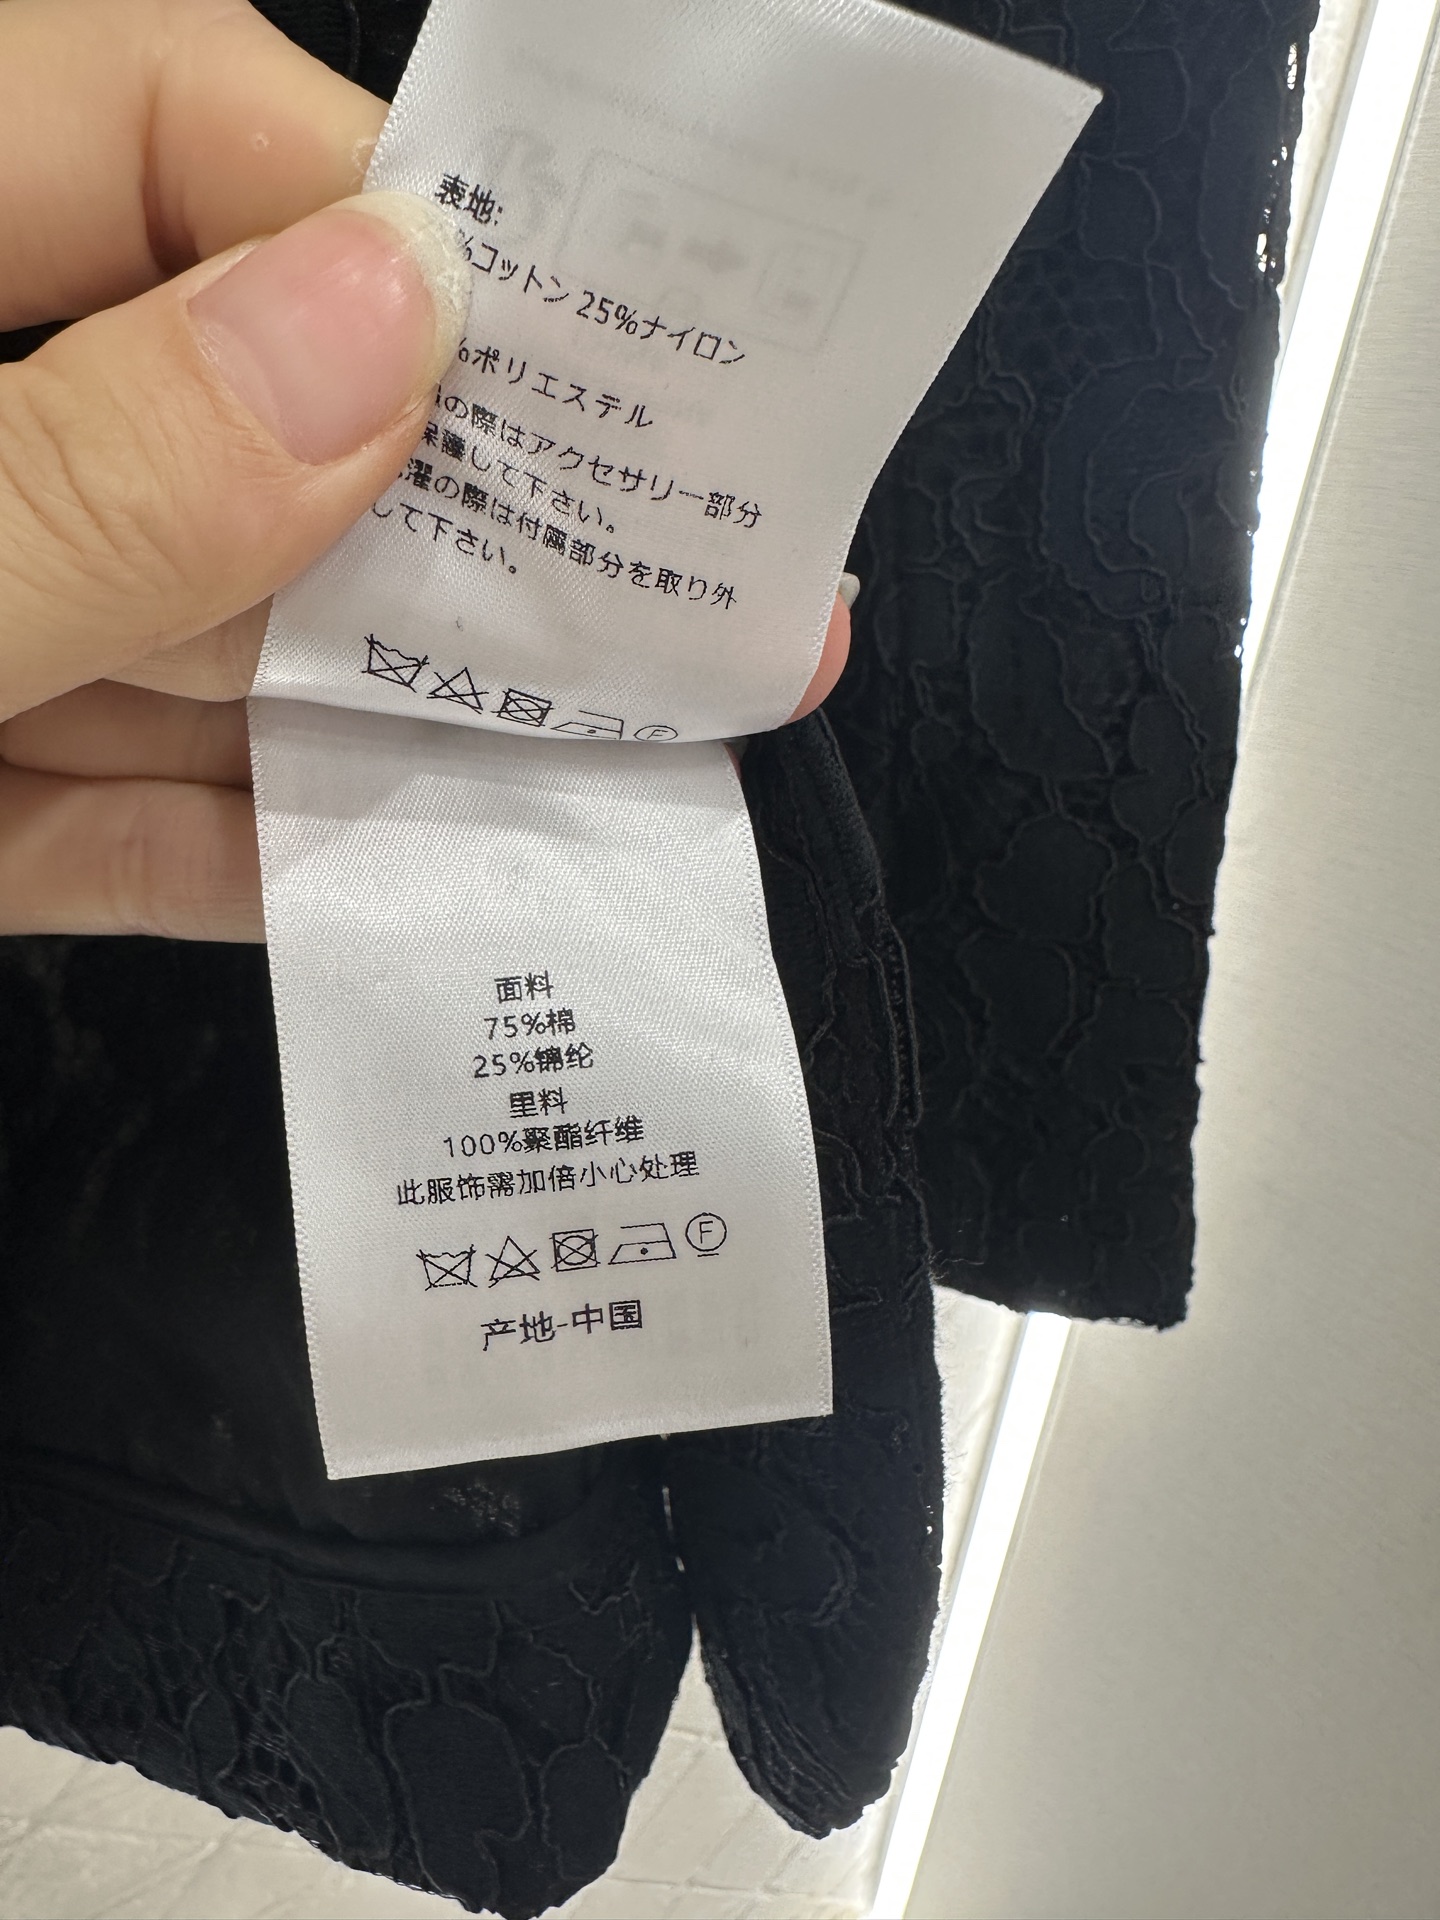 表地:
%コットン 25%ナイロン
%ポリエステル
の際はアクセサリー部分
保護して下さい。
濯の際は付属部分を取り外
して下さい。
F
面料
75%棉
25%锦纶
里料
100%聚酯纤维
此服饰需加倍小心处理
F
产地-中国